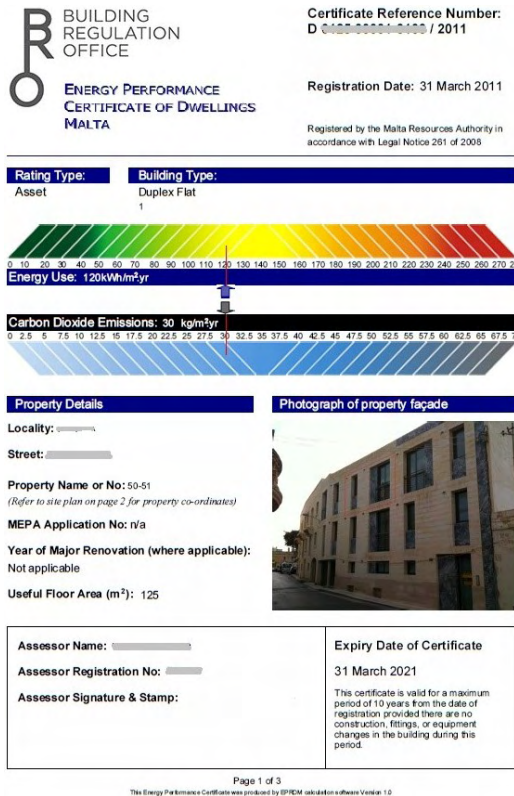 BUILDING
REGULATION
OFFICE
ENERGY PERFORMANCE
CERTIFICATE OF DWELLINGS
MALTA
Certificate Reference Number:
D / 2011
Registration Date: 31 March 2011
Registered by the Malta Resources Authority in
accordance with Legal Notice 261 of 2008
Rating Type: Building Type:
Asset Duplex Flat
1
0 10 20 30 40 50 60 70 80 90 100 110 120 130 140 150 160 170 180 190 200 210 220 230 240 250 260 270
Energy Use: 120kWh/m².yr
Carbon Dioxide Emissions: 30 kg/m²yr
0 2.5 5 7.5 10 12.5 15 17.5 20 22.5 25 27.5 30 32.5 35 37.5 40 42.5 45 47.5 50 52.5 55 57.5 60 62.5 65 67.5
Property Details
Locality:
Street:
Property Name or No: 50-51
(Refer to site plan on page 2 for property co-ordinates)
MEPA Application No: n/a
Year of Major Renovation (where applicable):
Not applicable
Useful Floor Area (m²): 125
Photograph of property façade
Assessor Name:
Assessor Registration No:
Assessor Signature & Stamp:
Expiry Date of Certificate
31 March 2021
This certificate is valid for a maximum
period of 10 years from the date of
registration provided there are no
construction, fittings, or equipment
changes in the building during this
period.
Page 1 of 3
This Energy Performance Certificate was produced by EPRDM calculation software Version 1.0